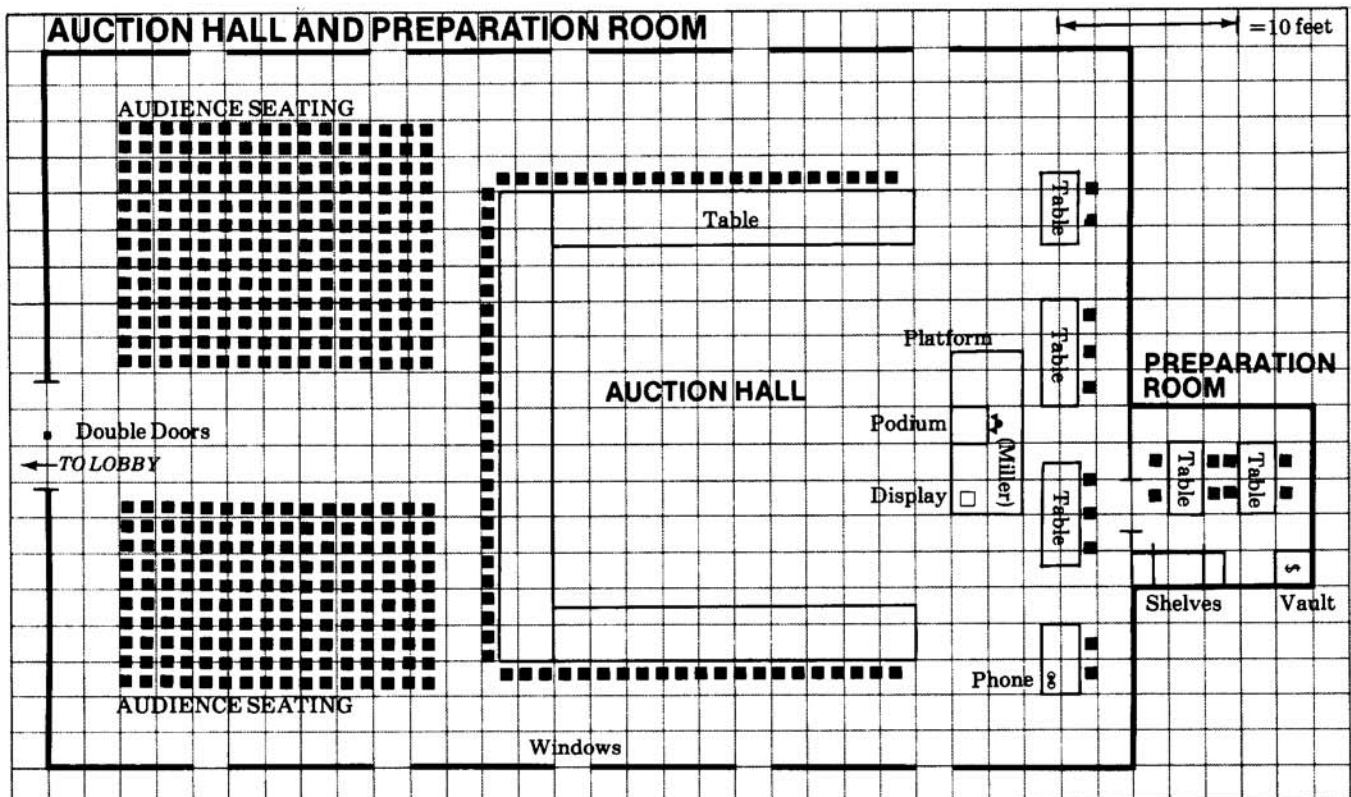 AUCTION HALL AND PREPARATION ROOM
=10 feet
AUDIENCE SEATING
Table
Table
Platform
Table
PREPARATION
ROOM
AUCTION HALL
Podium
(Miller)
Double Doors
←TO LOBBY
Display
Table
Table
Table
$
Shelves
Vault
Phone
AUDIENCE SEATING
Windows